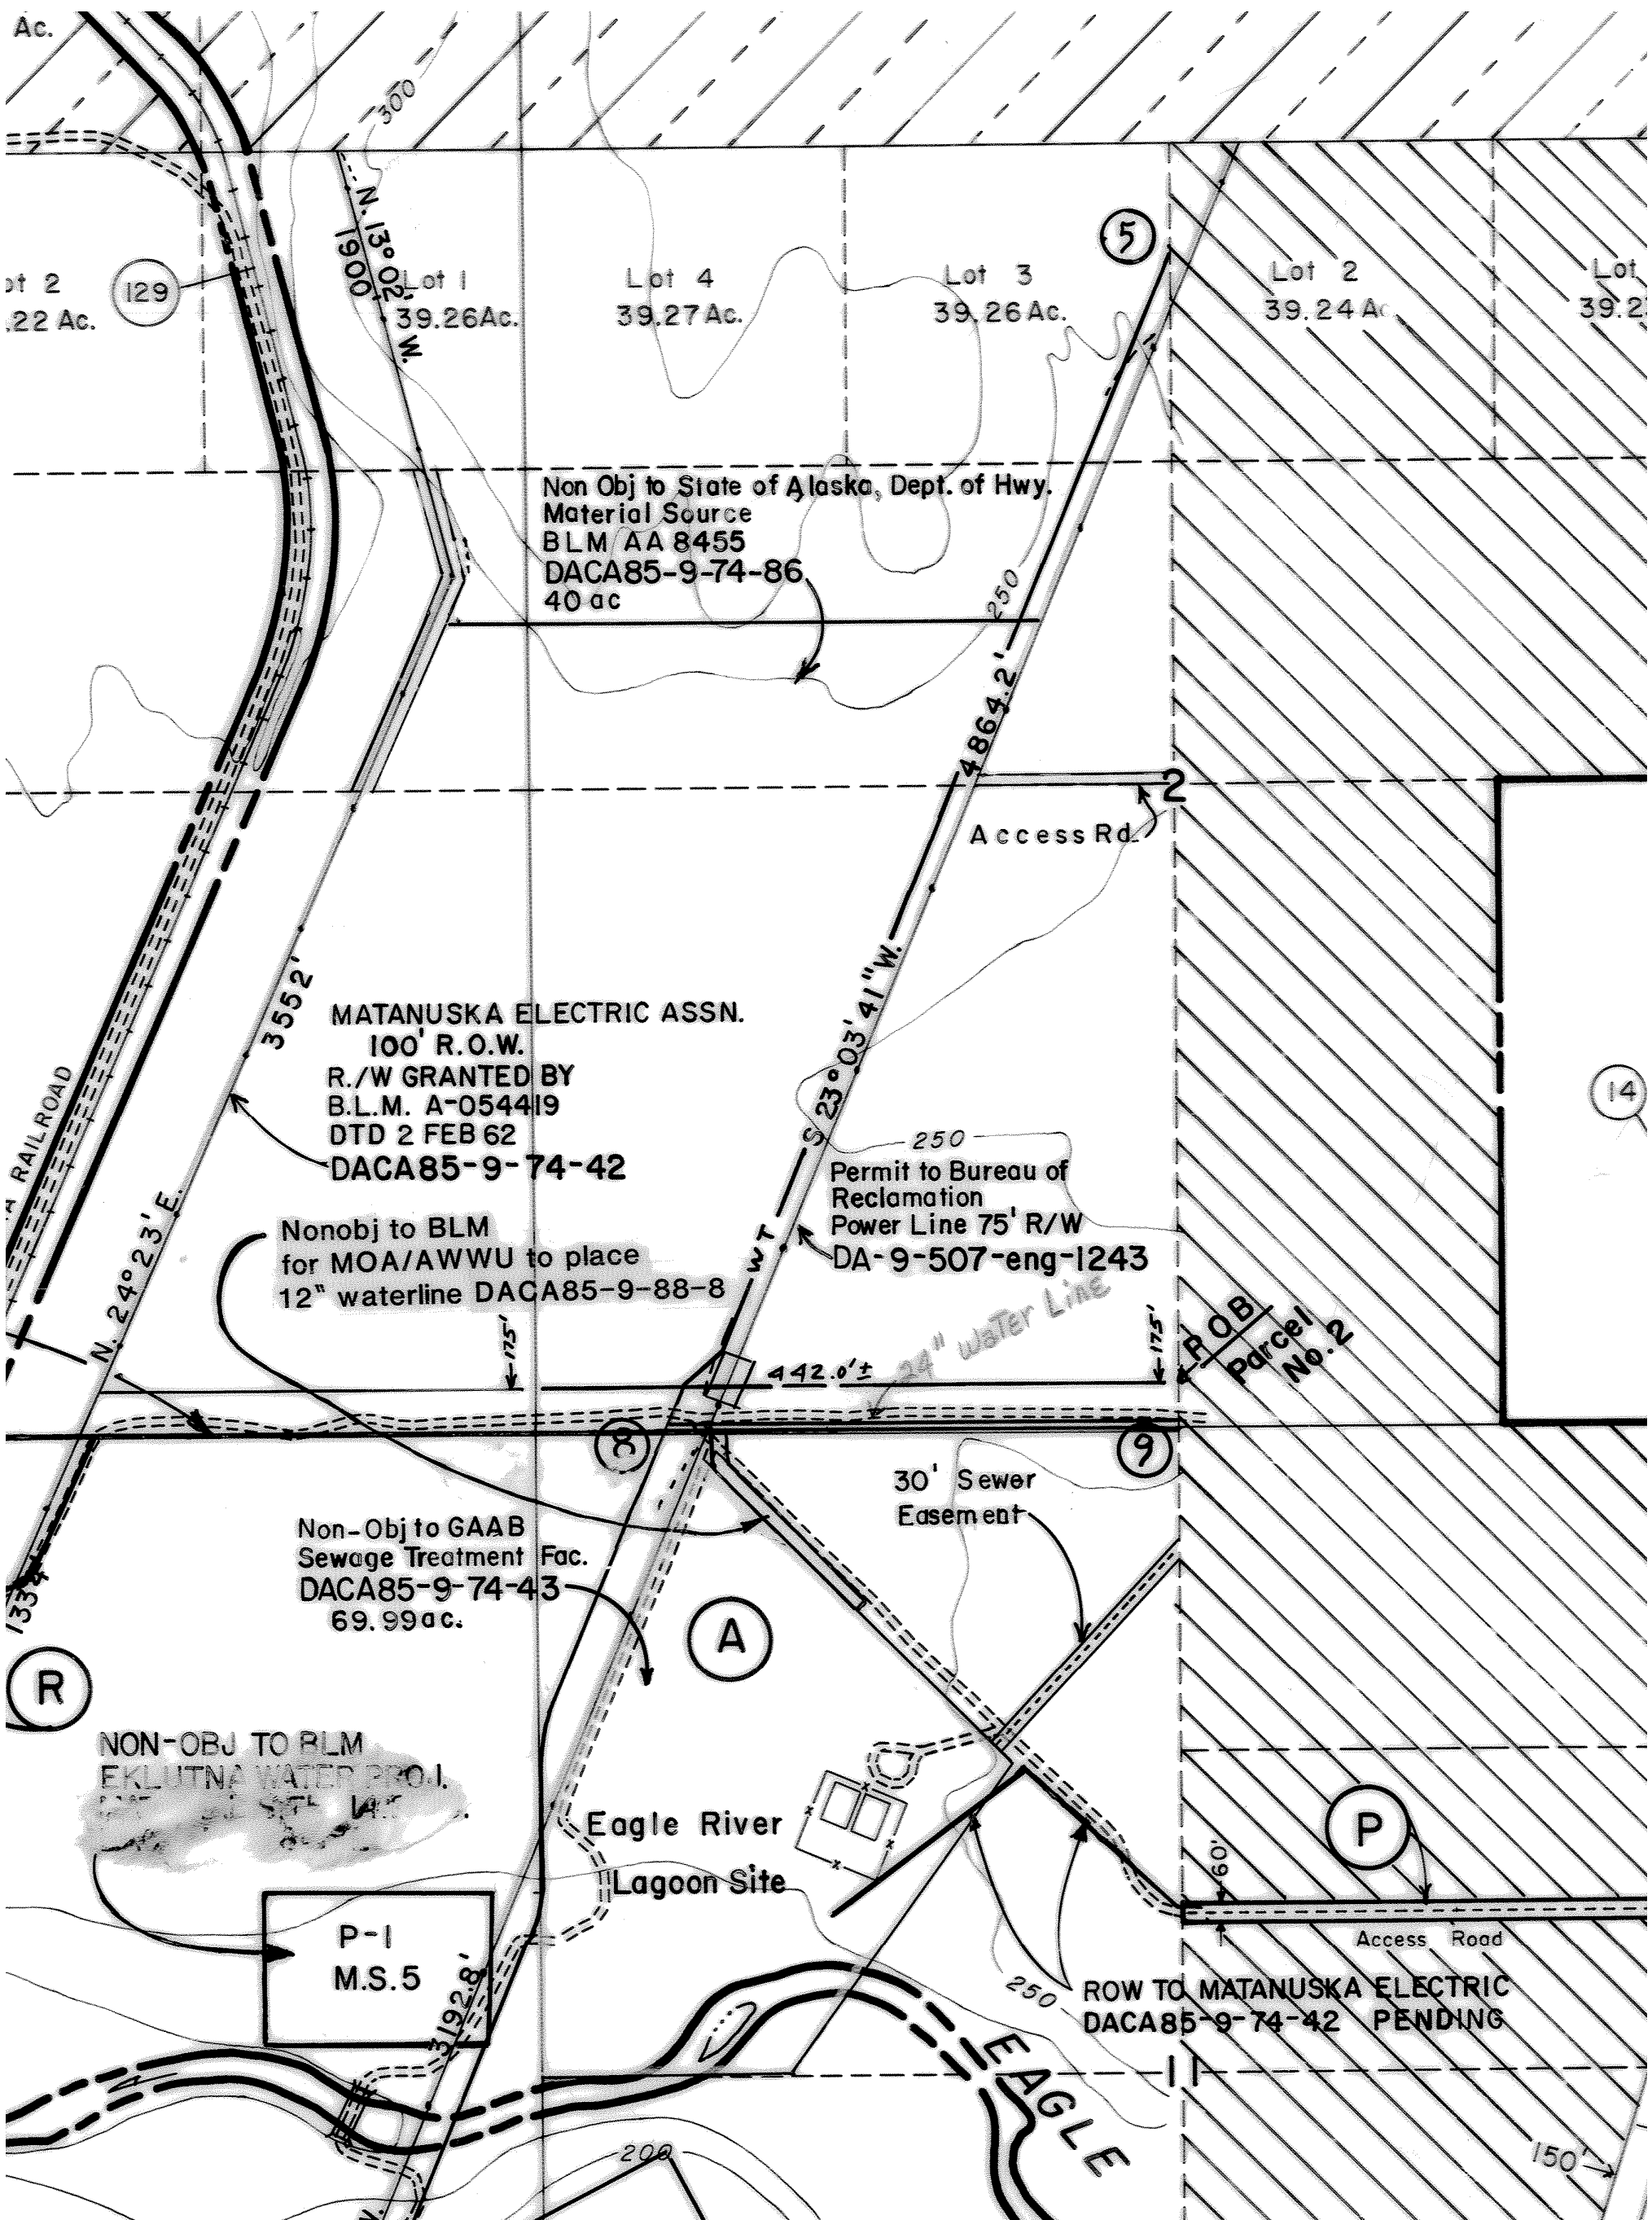 Ac.
300
N. 13° 02' W.
1900
5
ot 2
.22 Ac.
129
Lot 1
39.26Ac.
Lot 4
39.27Ac.
Lot 3
39.26Ac.
Lot 2
39.24 Ac
Lot
39.2
Non Obj to State of Alaska, Dept. of Hwy.
Material Source
BLM AA 8455
DACA85-9-74-86
40 ac
250
4864.2'
2
Access Rd.
S 23° 03' 41" W.
3552'
MATANUSKA ELECTRIC ASSN.
100' R.O.W.
R./W GRANTED BY
B.L.M. A-054419
DTD 2 FEB 62
DACA85-9-74-42
RAILROAD
14
250
Permit to Bureau of
Reclamation
Power Line 75' R/W
DA-9-507-eng-1243
N. 24° 23' E.
Nonobj to BLM
for MOA/AWWU to place
12" waterline DACA85-9-88-8
WT
24" Water Line
175'
442.0'±
175'
P O B
Parcel
No. 2
8
9
30' Sewer
Easement
Non-Obj to GAAB
Sewage Treatment Fac.
DACA85-9-74-43
69.99ac.
1334'
A
R
NON-OBJ TO BLM
EKLUTNA WATER PROJ.
Eagle River
Lagoon Site
P
60'
Access Road
P-1
M.S.5
3192.8'
250
ROW TO MATANUSKA ELECTRIC
DACA85-9-74-42 PENDING
11
EAGLE
200
150'